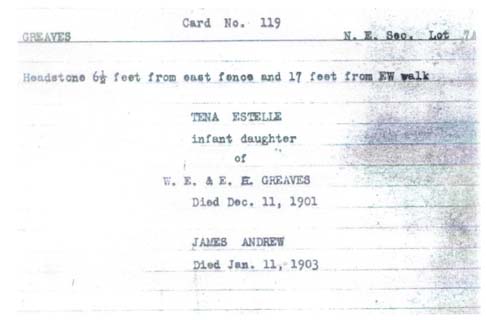 Card No. 119
GREAVES N. E. Sec. Lot 7A
Headstone 6½ feet from east fence and 17 feet from EW walk
TENA ESTELLE
infant daughter
of
W. E. & E. H. GREAVES
Died Dec. 11, 1901
JAMES ANDREW
Died Jan. 11, 1903